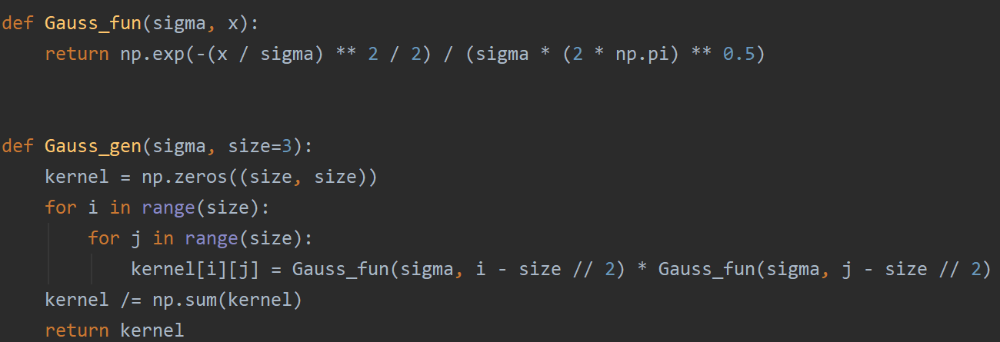 def Gauss_fun(sigma, x):
    return np.exp(-(x / sigma) ** 2 / 2) / (sigma * (2 * np.pi) ** 0.5)
def Gauss_gen(sigma, size=3):
    kernel = np.zeros((size, size))
    for i in range(size):
        for j in range(size):
            kernel[i][j] = Gauss_fun(sigma, i - size // 2) * Gauss_fun(sigma, j - size // 2)
    kernel /= np.sum(kernel)
    return kernel